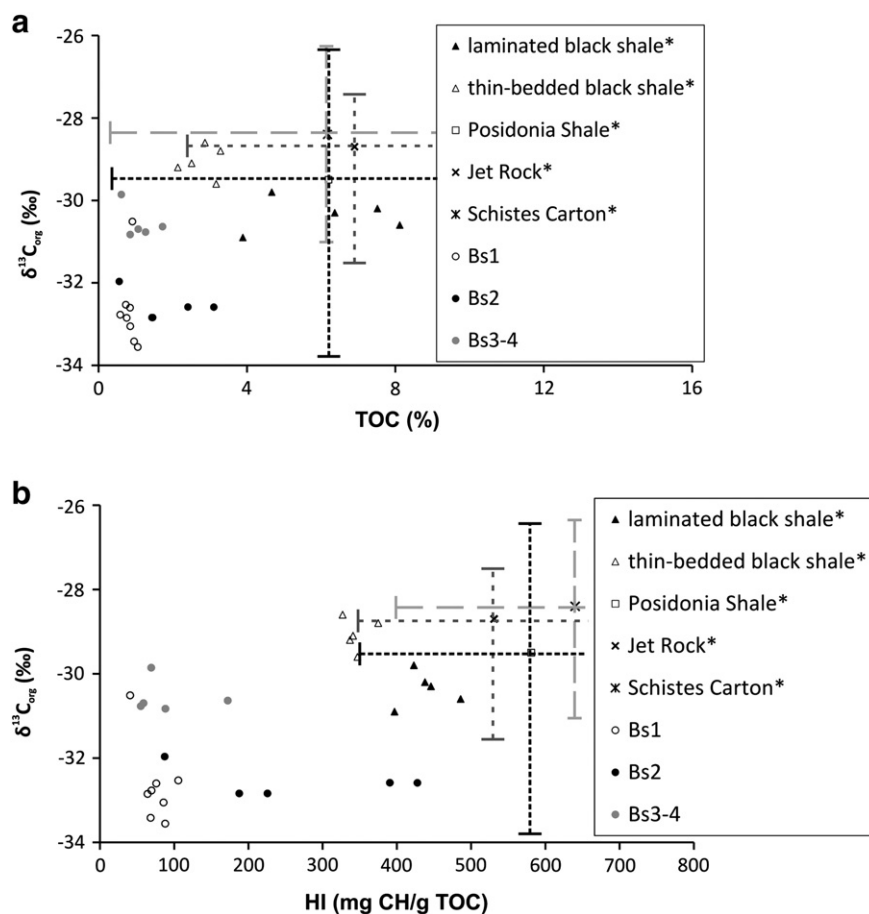 a
-26
-28
-30
-32
-34
δ¹³Corg (‰)
0 4 8 12 16
TOC (%)
laminated black shale*
thin-bedded black shale*
Posidonia Shale*
Jet Rock*
Schistes Carton*
Bs1
Bs2
Bs3-4
b
-26
-28
-30
-32
-34
δ¹³Corg (‰)
0 100 200 300 400 500 600 700 800
HI (mg CH/g TOC)
laminated black shale*
thin-bedded black shale*
Posidonia Shale*
Jet Rock*
Schistes Carton*
Bs1
Bs2
Bs3-4